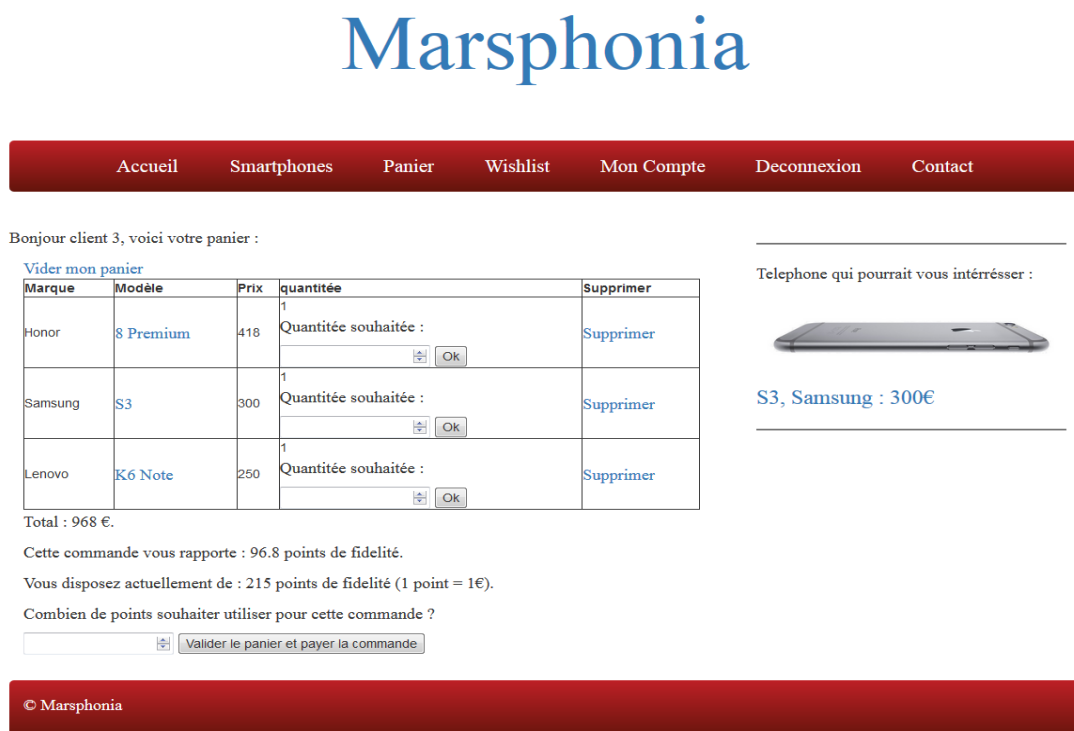 Marsphonia
Accueil Smartphones Panier Wishlist Mon Compte Deconnexion Contact
Bonjour client 3, voici votre panier :
Vider mon panier
Marque Modèle Prix quantitée Supprimer
1
Honor 8 Premium 418 Quantitée souhaitée : Supprimer
Ok
1
Samsung S3 300 Quantitée souhaitée : Supprimer
Ok
1
Lenovo K6 Note 250 Quantitée souhaitée : Supprimer
Ok
Total : 968 €.
Cette commande vous rapporte : 96.8 points de fidelité.
Vous disposez actuellement de : 215 points de fidelité (1 point = 1€).
Combien de points souhaiter utiliser pour cette commande ?
Valider le panier et payer la commande
Telephone qui pourrait vous intérrésser :
S3, Samsung : 300€
© Marsphonia